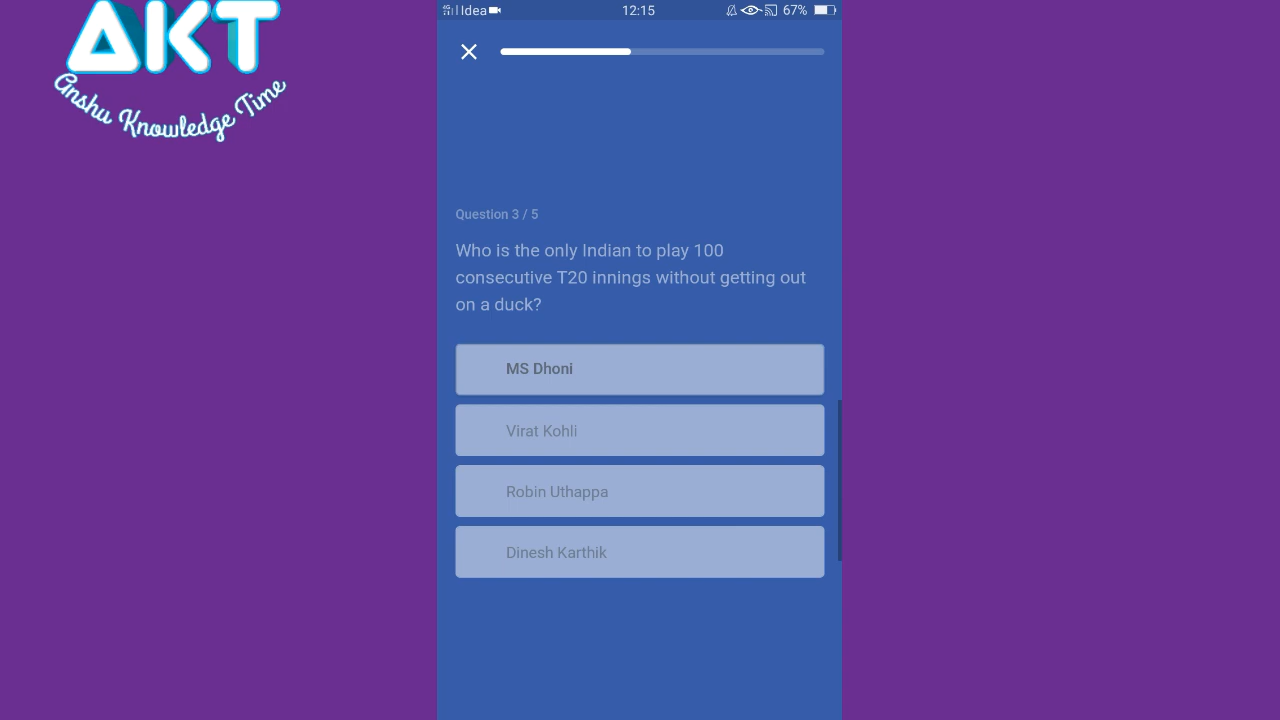 AKT
Anshu Knowledge Time
4G Idea 12:15 67%
Question 3 / 5
Who is the only Indian to play 100
consecutive T20 innings without getting out
on a duck?
MS Dhoni
Virat Kohli
Robin Uthappa
Dinesh Karthik